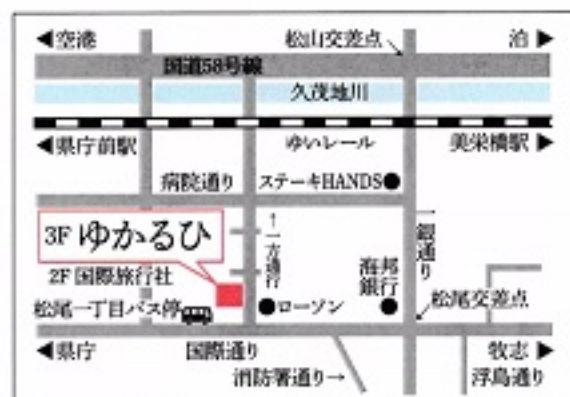 ◀空港
松山交差点
泊▶
国道58号線
久茂地川
◀県庁前駅
ゆいレール
美栄橋駅▶
病院通り
ステーキHANDS●
3F ゆかるひ
←一方通行
一銀通り
2F 国際旅行社
海邦銀行●
松尾一丁目バス停
●ローソン
松尾交差点
◀県庁
国際通り
牧志▶
消防署通り→
浮島通り